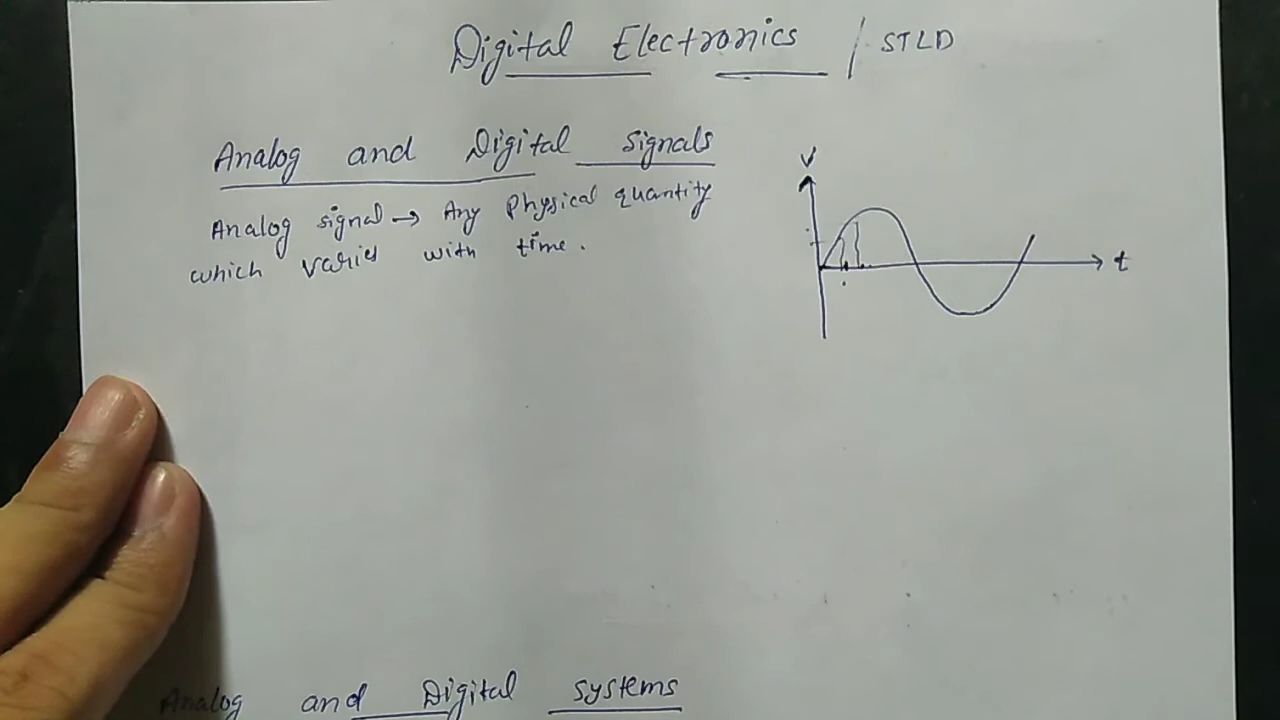 Digital Electronics / STLD
Analog and Digital Signals
Analog signal → Any Physical quantity
which varies with time.
V
t
Analog and Digital systems